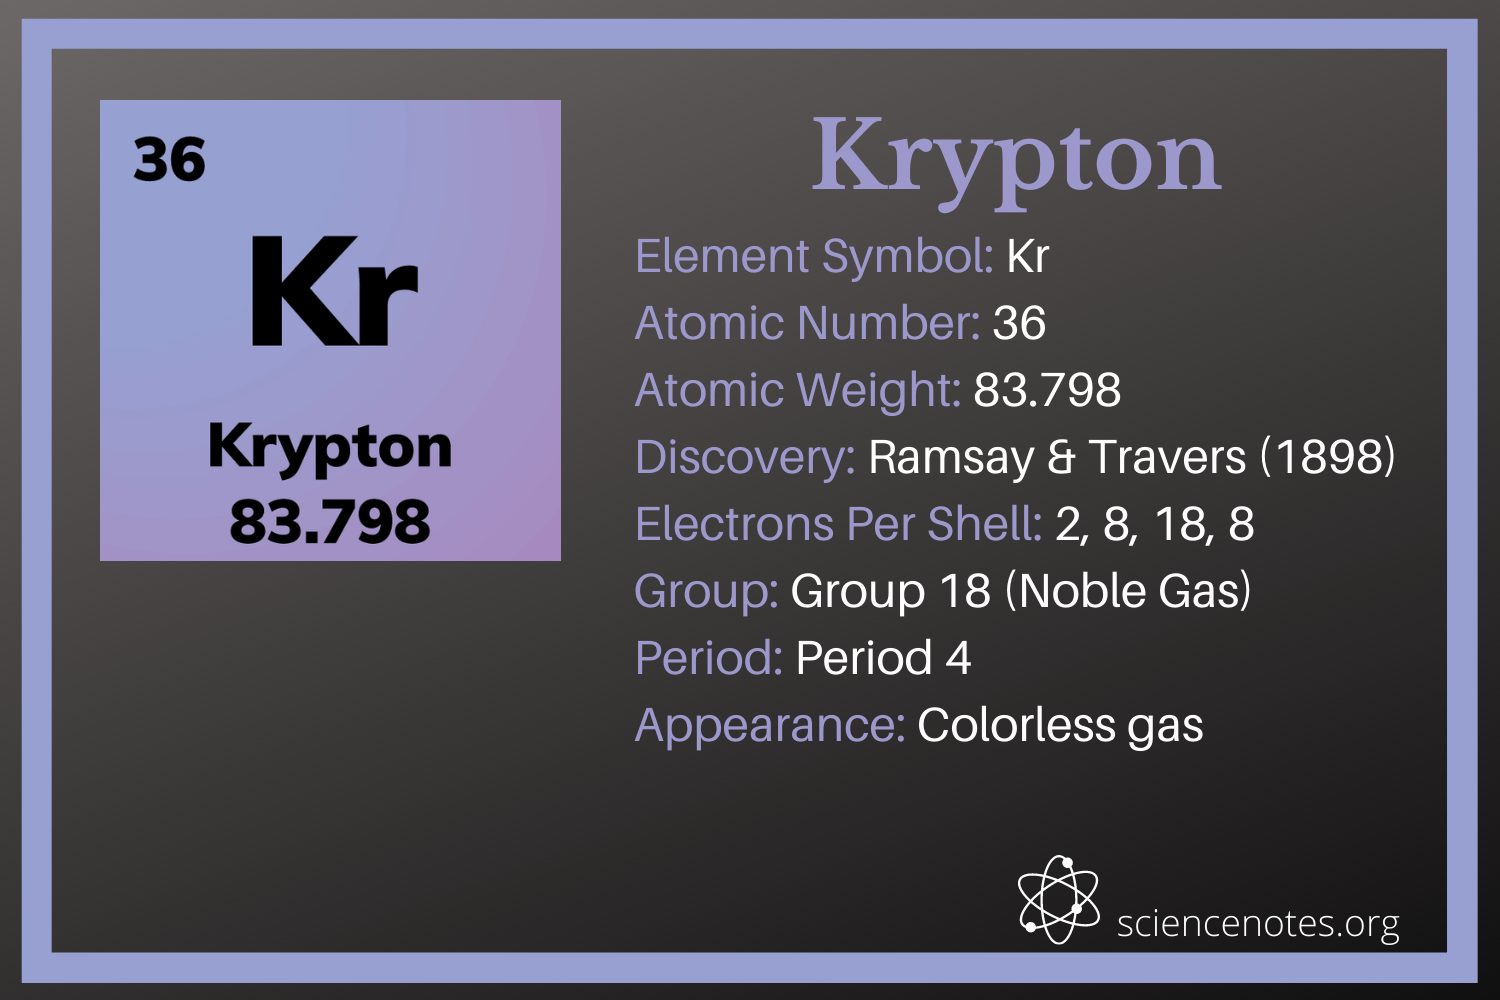 36
Kr
Krypton
83.798
Krypton
Element Symbol: Kr
Atomic Number: 36
Atomic Weight: 83.798
Discovery: Ramsay & Travers (1898)
Electrons Per Shell: 2, 8, 18, 8
Group: Group 18 (Noble Gas)
Period: Period 4
Appearance: Colorless gas
sciencenotes.org